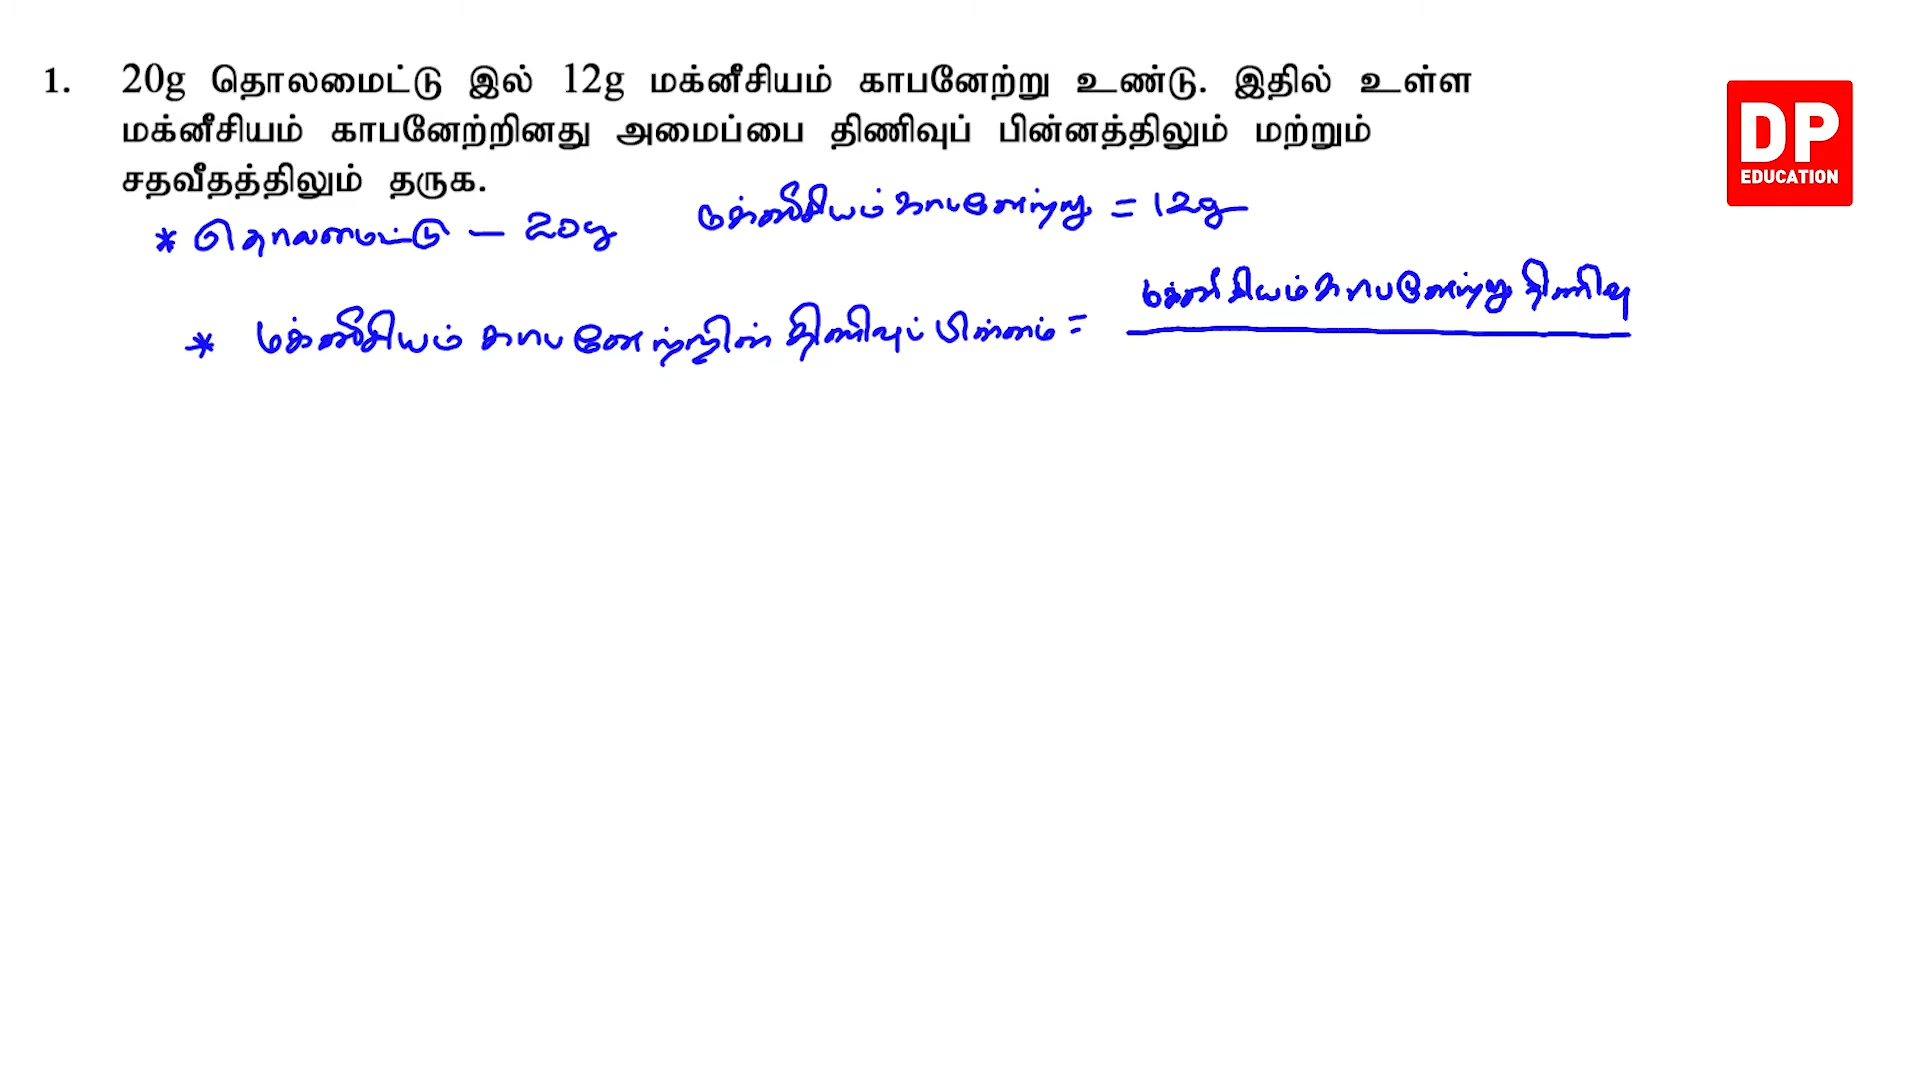 1. 20g தொலமைட்டு இல் 12g மக்னீசியம் காபனேற்று உண்டு. இதில் உள்ள
மக்னீசியம் காபனேற்றினது அமைப்பை திணிவுப் பின்னத்திலும் மற்றும்
சதவீதத்திலும் தருக.
* தொலமைட்டு – 20g மக்னீசியம் காபனேற்று = 12g
* மக்னீசியம் காபனேற்றின் திணிவுப் பின்னம் = மக்னீசியம் காபனேற்று திணிவு
DP
EDUCATION